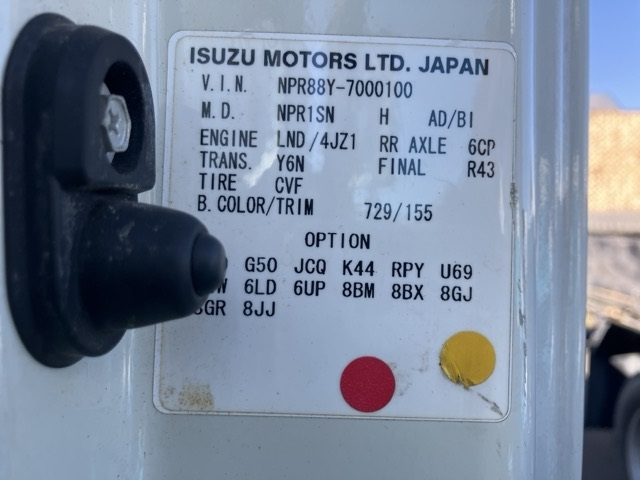 ISUZU MOTORS LTD. JAPAN
V.I.N. NPR88Y-7000100
M.D. NPR1SN H AD/BI
ENGINE LND/4JZ1 RR AXLE 6CP
TRANS. Y6N FINAL R43
TIRE CVF
B.COLOR/TRIM 729/155
OPTION
G50 JCQ K44 RPY U69
6LD 6UP 8BM 8BX 8GJ
8JJ